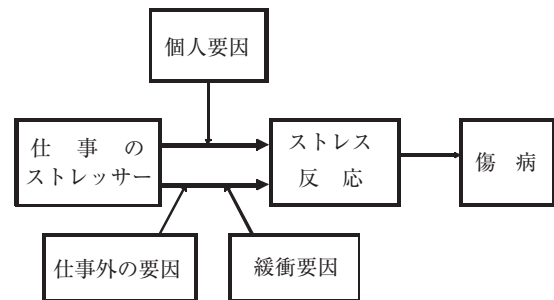 個人要因
仕事の
ストレッサー
ストレス
反応
傷病
仕事外の要因
緩衝要因